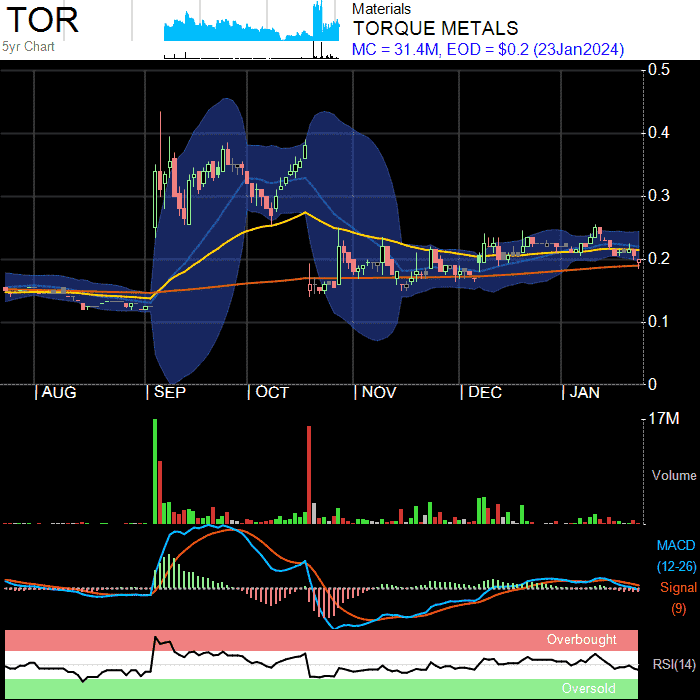 TOR
5yr Chart
Materials
TORQUE METALS
MC = 31.4M, EOD = $0.2 (23Jan2024)
0.5
0.4
0.3
0.2
0.1
0
AUG
SEP
OCT
NOV
DEC
JAN
17M
Volume
MACD
(12-26)
Signal
(9)
Overbought
RSI(14)
Oversold